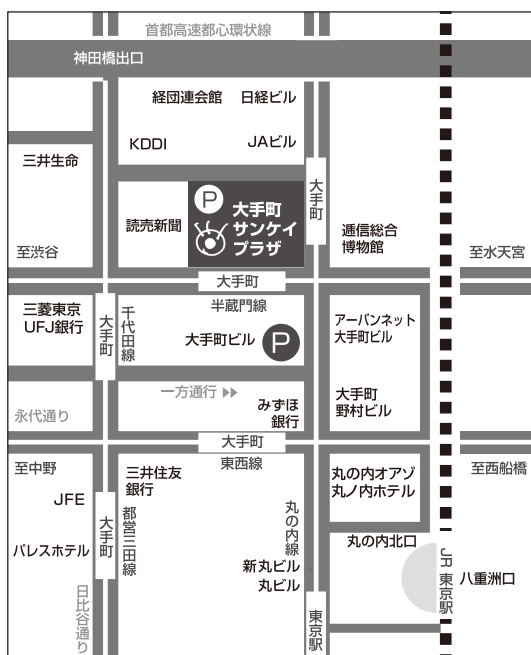 首都高速都心環状線
神田橋出口
経団連会館
日経ビル
KDDI
JAビル
三井生命
P
大手町
サンケイ
プラザ
読売新聞
大手町
逓信総合
博物館
至渋谷
至水天宮
大手町
半蔵門線
三菱東京
UFJ銀行
大手町
千代田線
大手町ビル
P
アーバンネット
大手町ビル
一方通行
みずほ
銀行
大手町
野村ビル
永代通り
大手町
東西線
至中野
三井住友
銀行
丸の内オアゾ
丸ノ内ホテル
至西船橋
JFE
大手町
都営三田線
丸の内線
パレスホテル
丸の内北口
新丸ビル
丸ビル
JR 東京駅
八重洲口
日比谷通り
東京駅